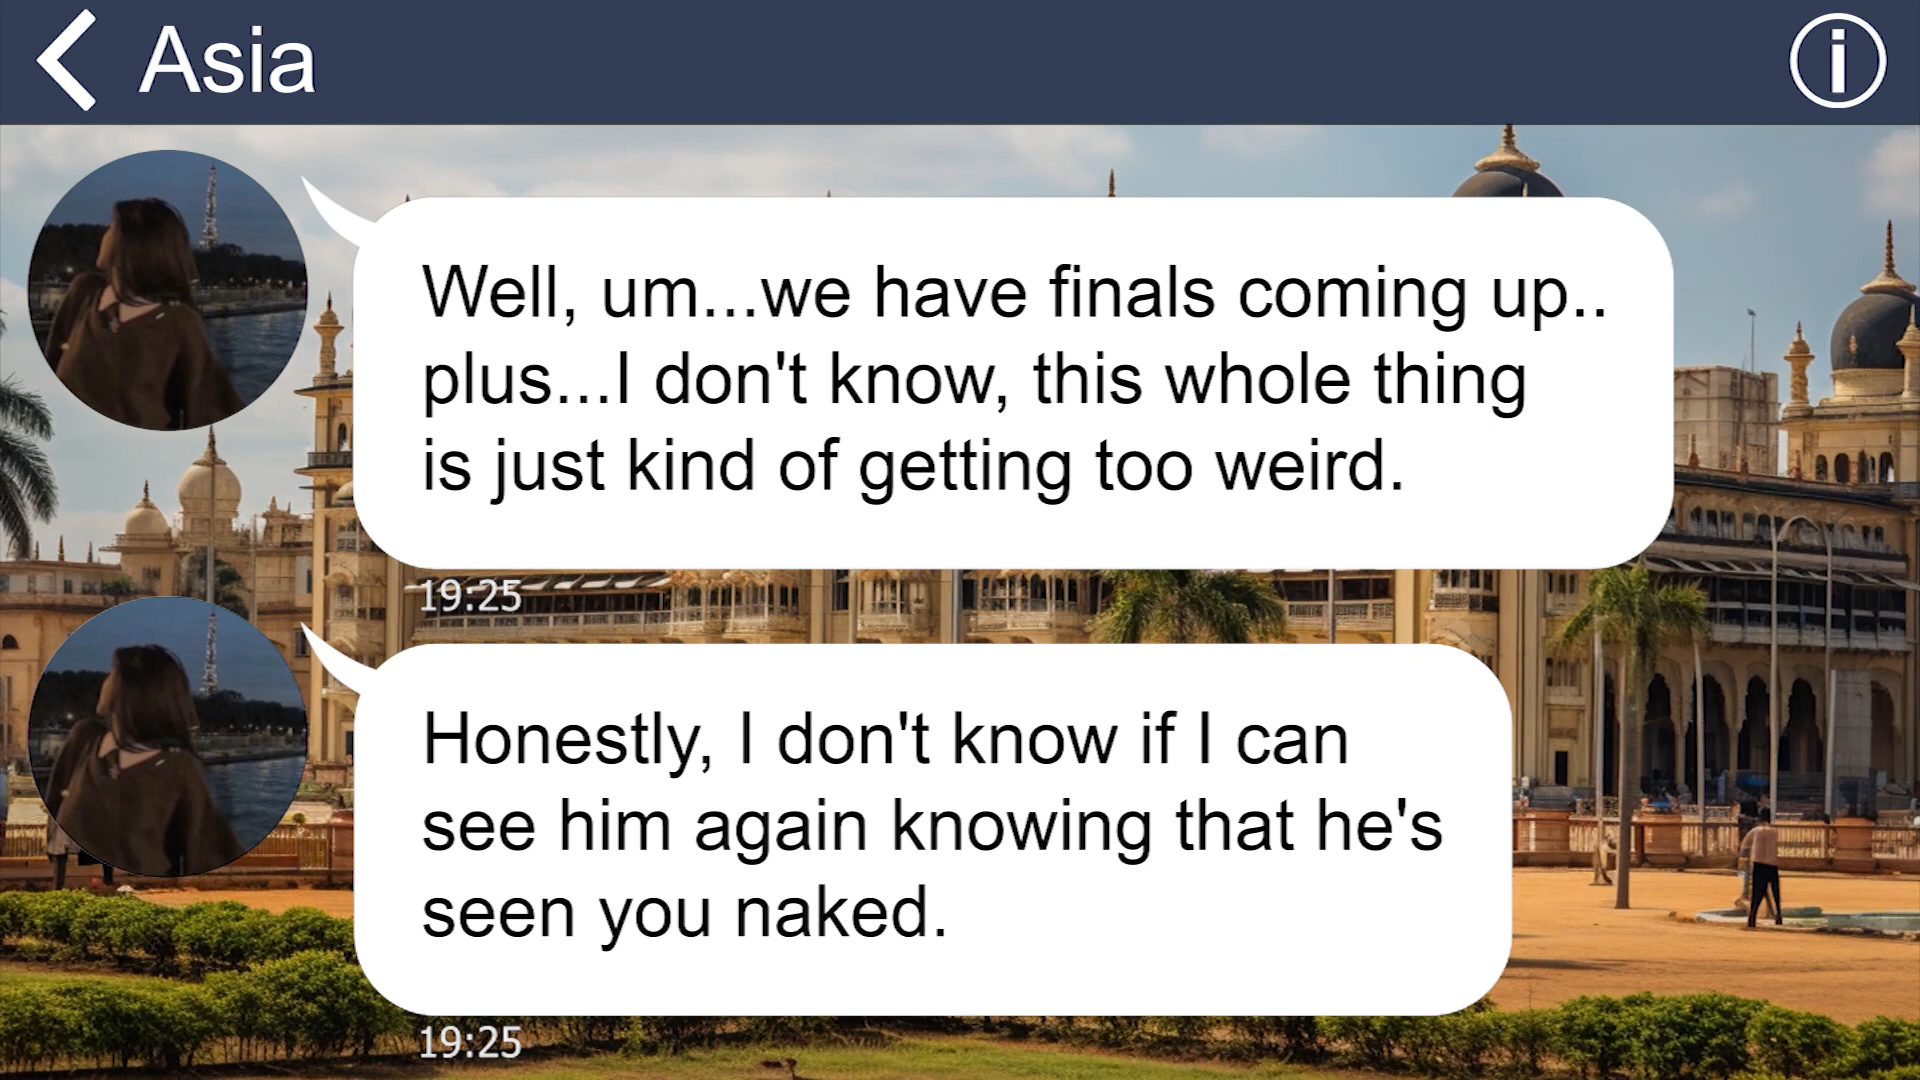 Asia
Well, um...we have finals coming up..
plus...I don't know, this whole thing
is just kind of getting too weird.
19:25
Honestly, I don't know if I can
see him again knowing that he's
seen you naked.
19:25